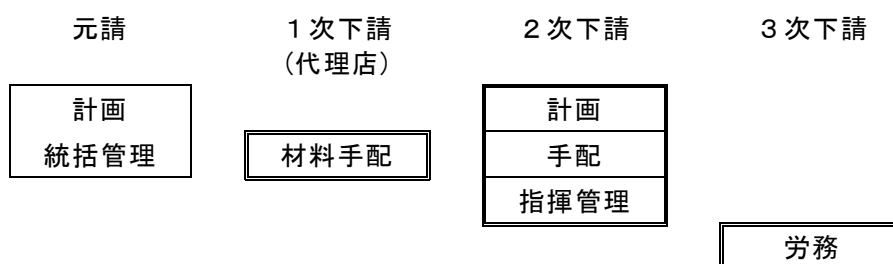 元請
１次下請
（代理店）
２次下請
３次下請
計画
統括管理
材料手配
計画
手配
指揮管理
労務